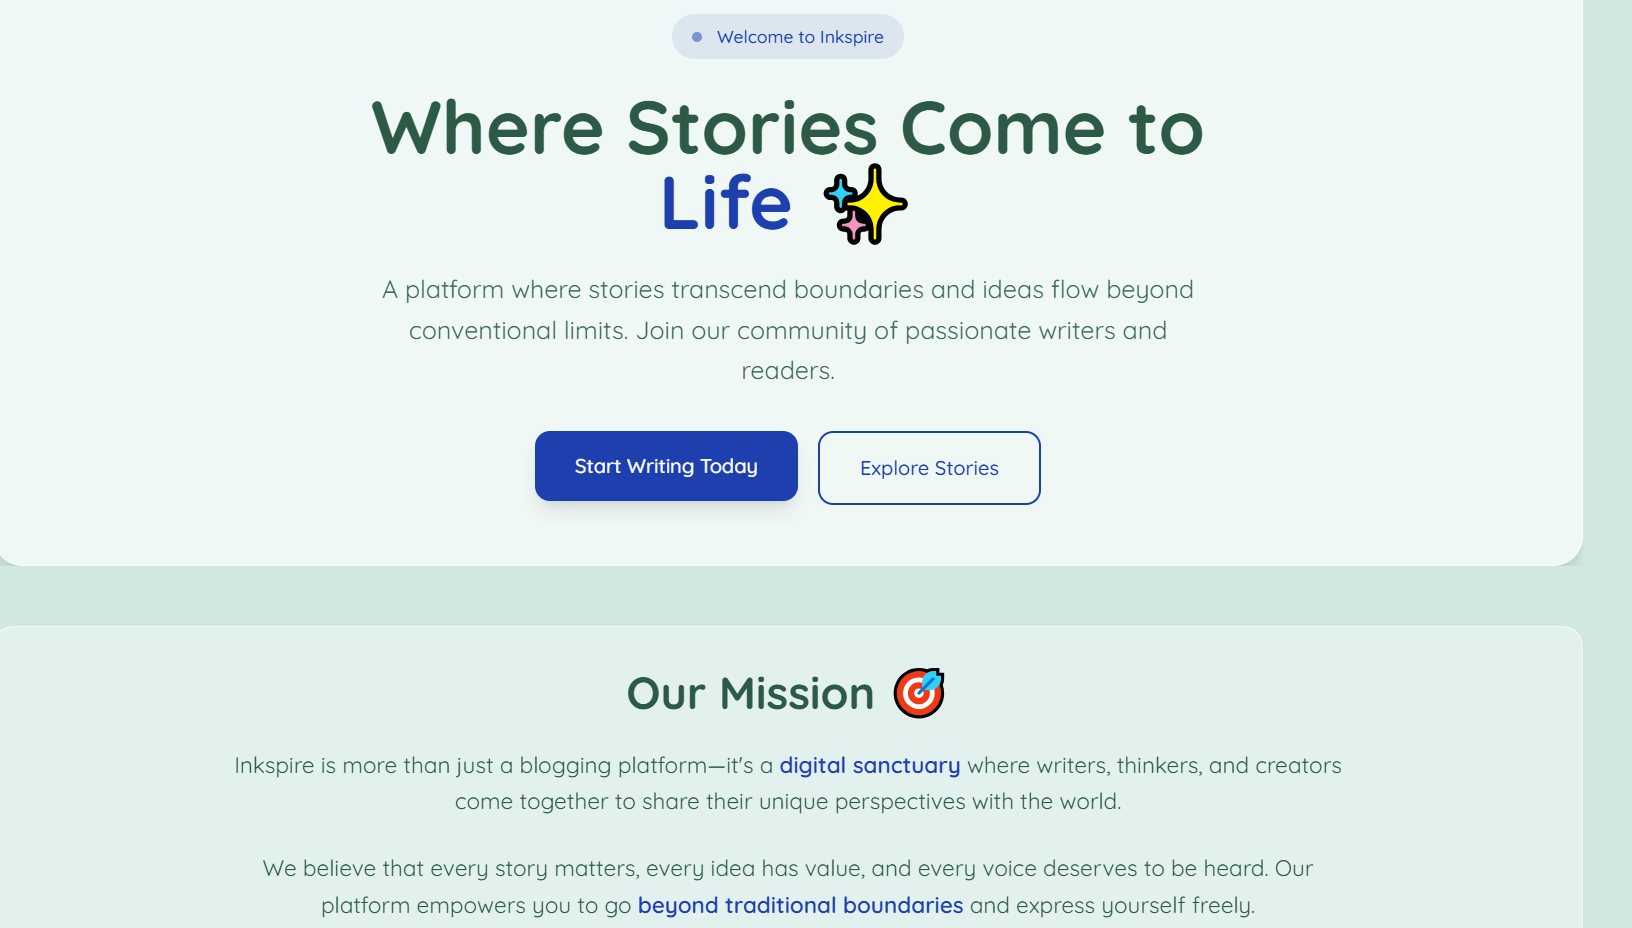 Welcome to Inkspire
Where Stories Come to
Life ✨
A platform where stories transcend boundaries and ideas flow beyond
conventional limits. Join our community of passionate writers and
readers.
Start Writing Today
Explore Stories
Our Mission 🎯
Inkspire is more than just a blogging platform—it's a digital sanctuary where writers, thinkers, and creators
come together to share their unique perspectives with the world.
We believe that every story matters, every idea has value, and every voice deserves to be heard. Our
platform empowers you to go beyond traditional boundaries and express yourself freely.